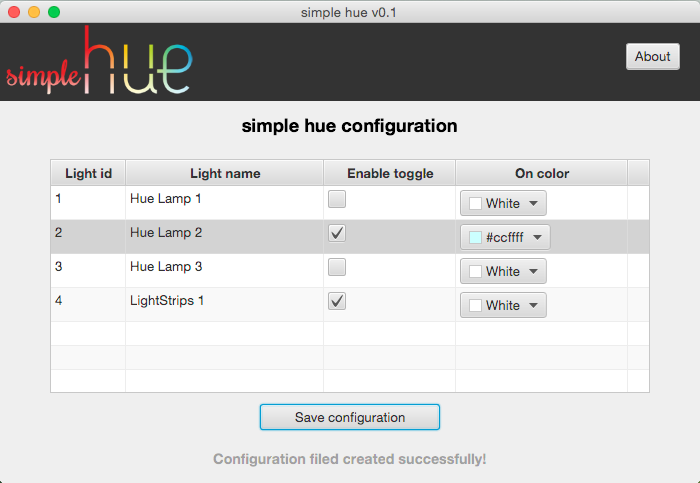 simple hue v0.1
simple hue
About
simple hue configuration
Light id Light name Enable toggle On color
1 Hue Lamp 1 White
2 Hue Lamp 2 #ccffff
3 Hue Lamp 3 White
4 LightStrips 1 White
Save configuration
Configuration filed created successfully!